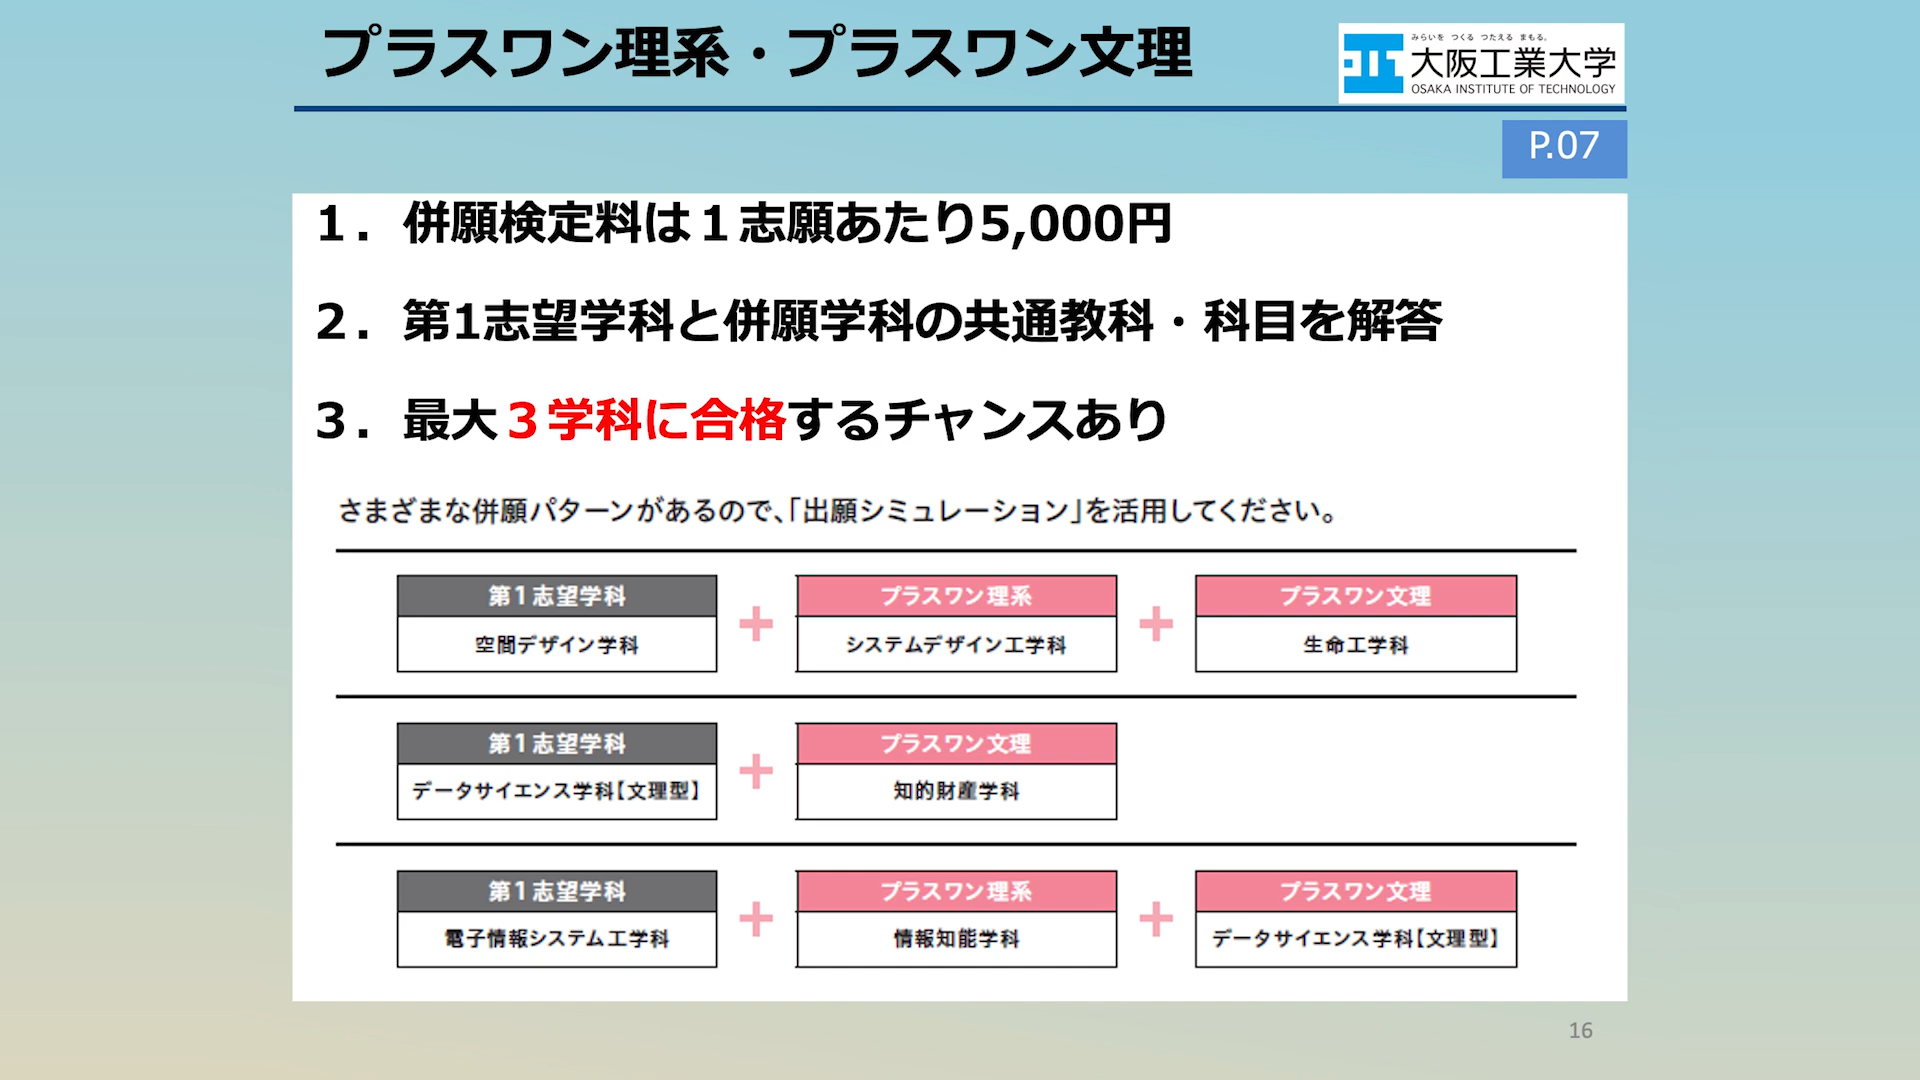 プラスワン理系・プラスワン文理
みらいを つくる つたえる まもる。
大阪工業大学
OSAKA INSTITUTE OF TECHNOLOGY
P.07
１．併願検定料は１志願あたり5,000円
２．第1志望学科と併願学科の共通教科・科目を解答
３．最大３学科に合格するチャンスあり
さまざまな併願パターンがあるので、「出願シミュレーション」を活用してください。
第１志望学科 + プラスワン理系 + プラスワン文理
空間デザイン学科 システムデザイン工学科 生命工学科
第１志望学科 + プラスワン文理
データサイエンス学科【文理型】 知的財産学科
第１志望学科 + プラスワン理系 + プラスワン文理
電子情報システム工学科 情報知能学科 データサイエンス学科【文理型】
16